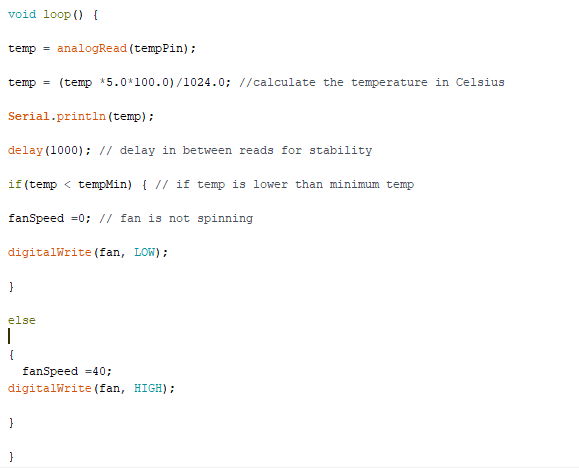 void loop() {
temp = analogRead(tempPin);
temp = (temp *5.0*100.0)/1024.0; //calculate the temperature in Celsius
Serial.println(temp);
delay(1000); // delay in between reads for stability
if(temp < tempMin) { // if temp is lower than minimum temp
fanSpeed =0; // fan is not spinning
digitalWrite(fan, LOW);
}
else
{
fanSpeed =40;
digitalWrite(fan, HIGH);
}
}